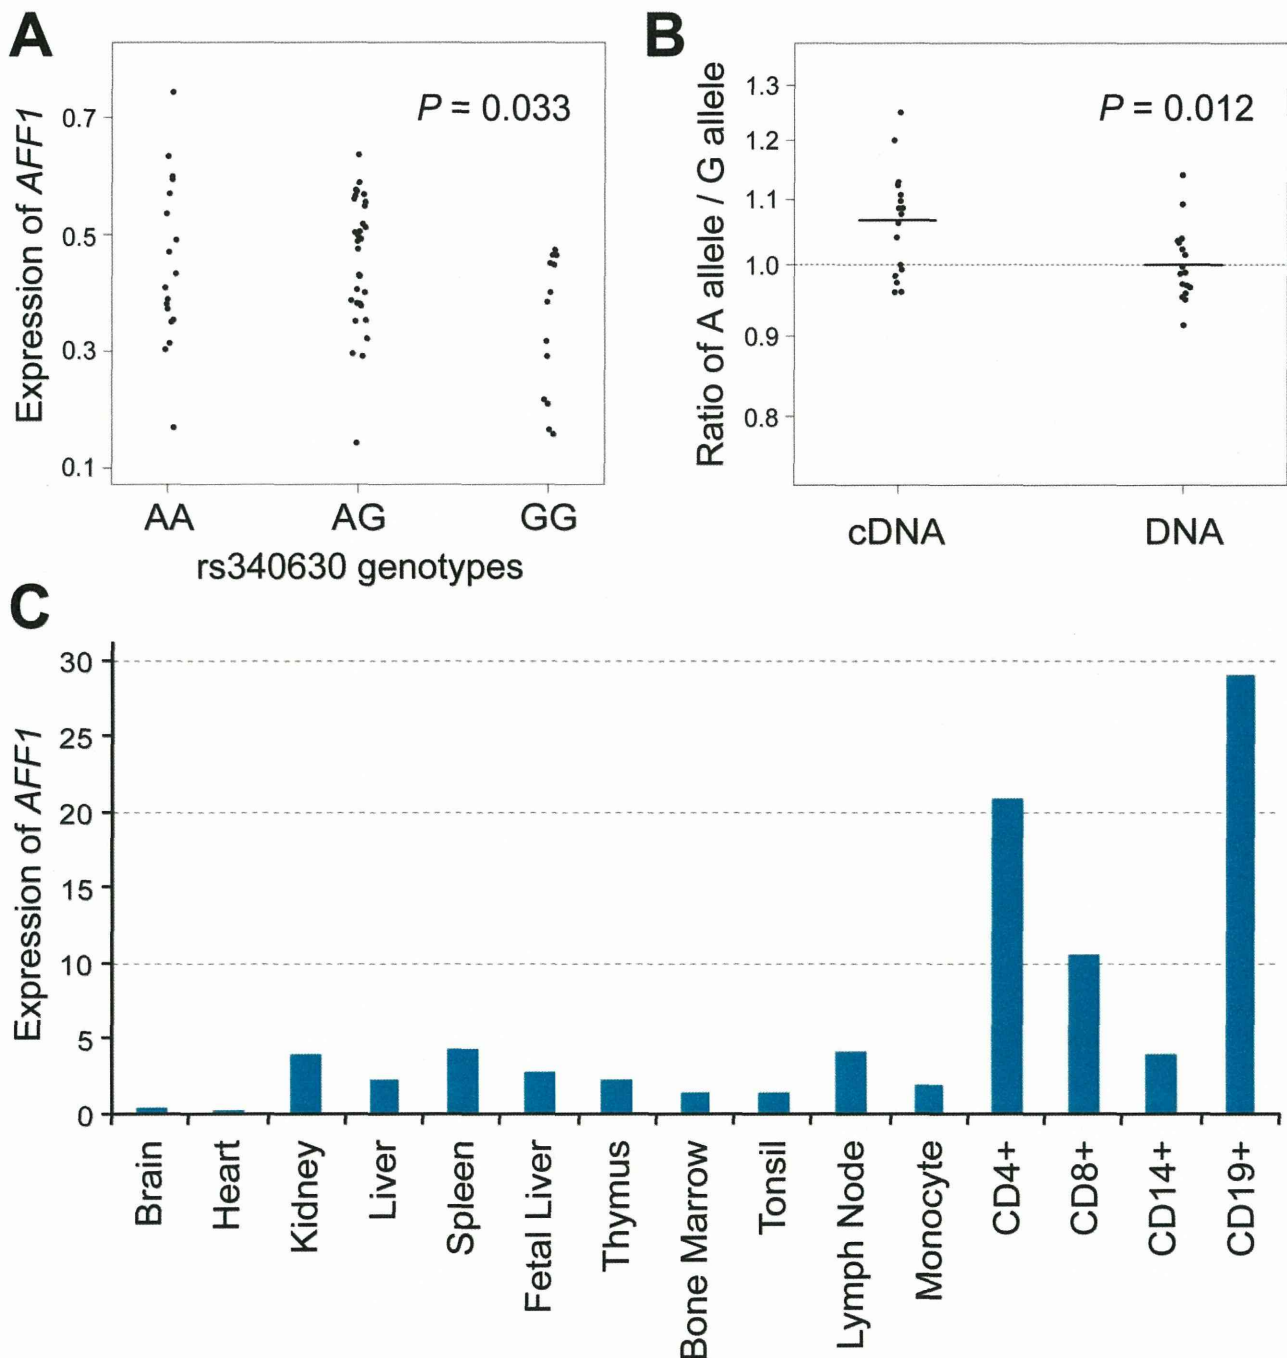 A
Expression of AFF1
0.7
0.5
0.3
0.1
P = 0.033
AA
AG
GG
rs340630 genotypes
B
Ratio of A allele / G allele
1.3
1.2
1.1
1.0
0.9
0.8
P = 0.012
cDNA
DNA
C
Expression of AFF1
30
25
20
15
10
5
0
Brain
Heart
Kidney
Liver
Spleen
Fetal Liver
Thymus
Bone Marrow
Tonsil
Lymph Node
Monocyte
CD4+
CD8+
CD14+
CD19+